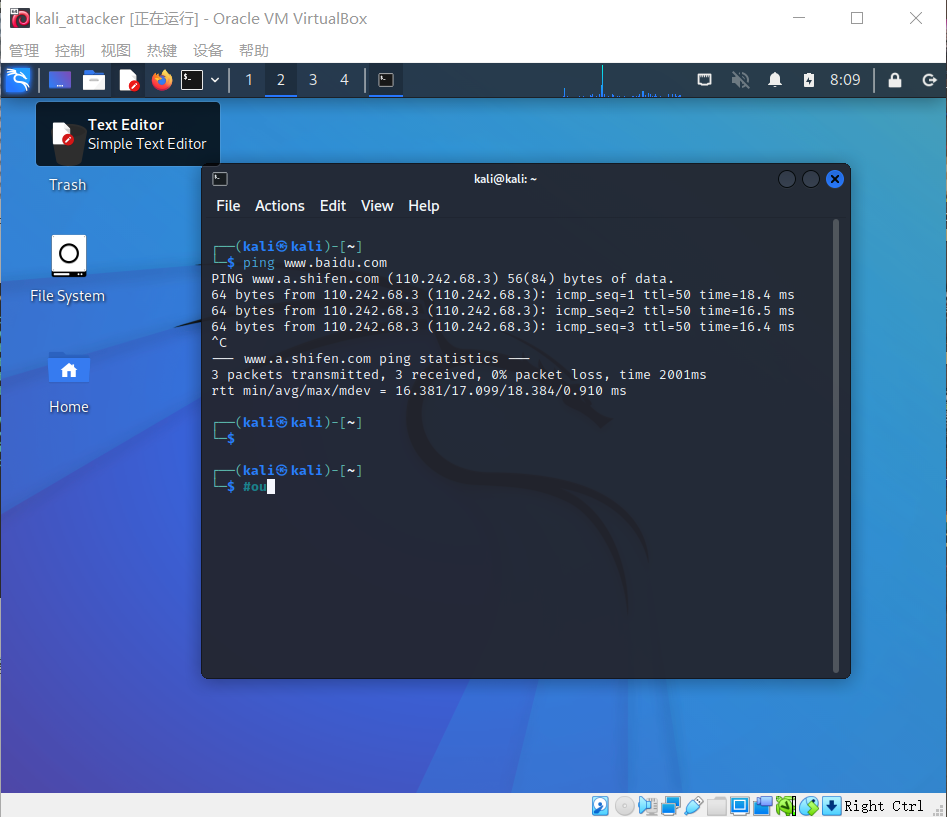 kali_attacker [正在运行] - Oracle VM VirtualBox
管理 控制 视图 热键 设备 帮助
1 2 3 4 8:09
Text Editor
Simple Text Editor
Trash
File System
Home
kali@kali: ~
File Actions Edit View Help
┌──(kali㉿kali)-[~]
└─$ ping www.baidu.com
PING www.a.shifen.com (110.242.68.3) 56(84) bytes of data.
64 bytes from 110.242.68.3 (110.242.68.3): icmp_seq=1 ttl=50 time=18.4 ms
64 bytes from 110.242.68.3 (110.242.68.3): icmp_seq=2 ttl=50 time=16.5 ms
64 bytes from 110.242.68.3 (110.242.68.3): icmp_seq=3 ttl=50 time=16.4 ms
^C
--- www.a.shifen.com ping statistics ---
3 packets transmitted, 3 received, 0% packet loss, time 2001ms
rtt min/avg/max/mdev = 16.381/17.099/18.384/0.910 ms
┌──(kali㉿kali)-[~]
└─$
┌──(kali㉿kali)-[~]
└─$ #ou
Right Ctrl